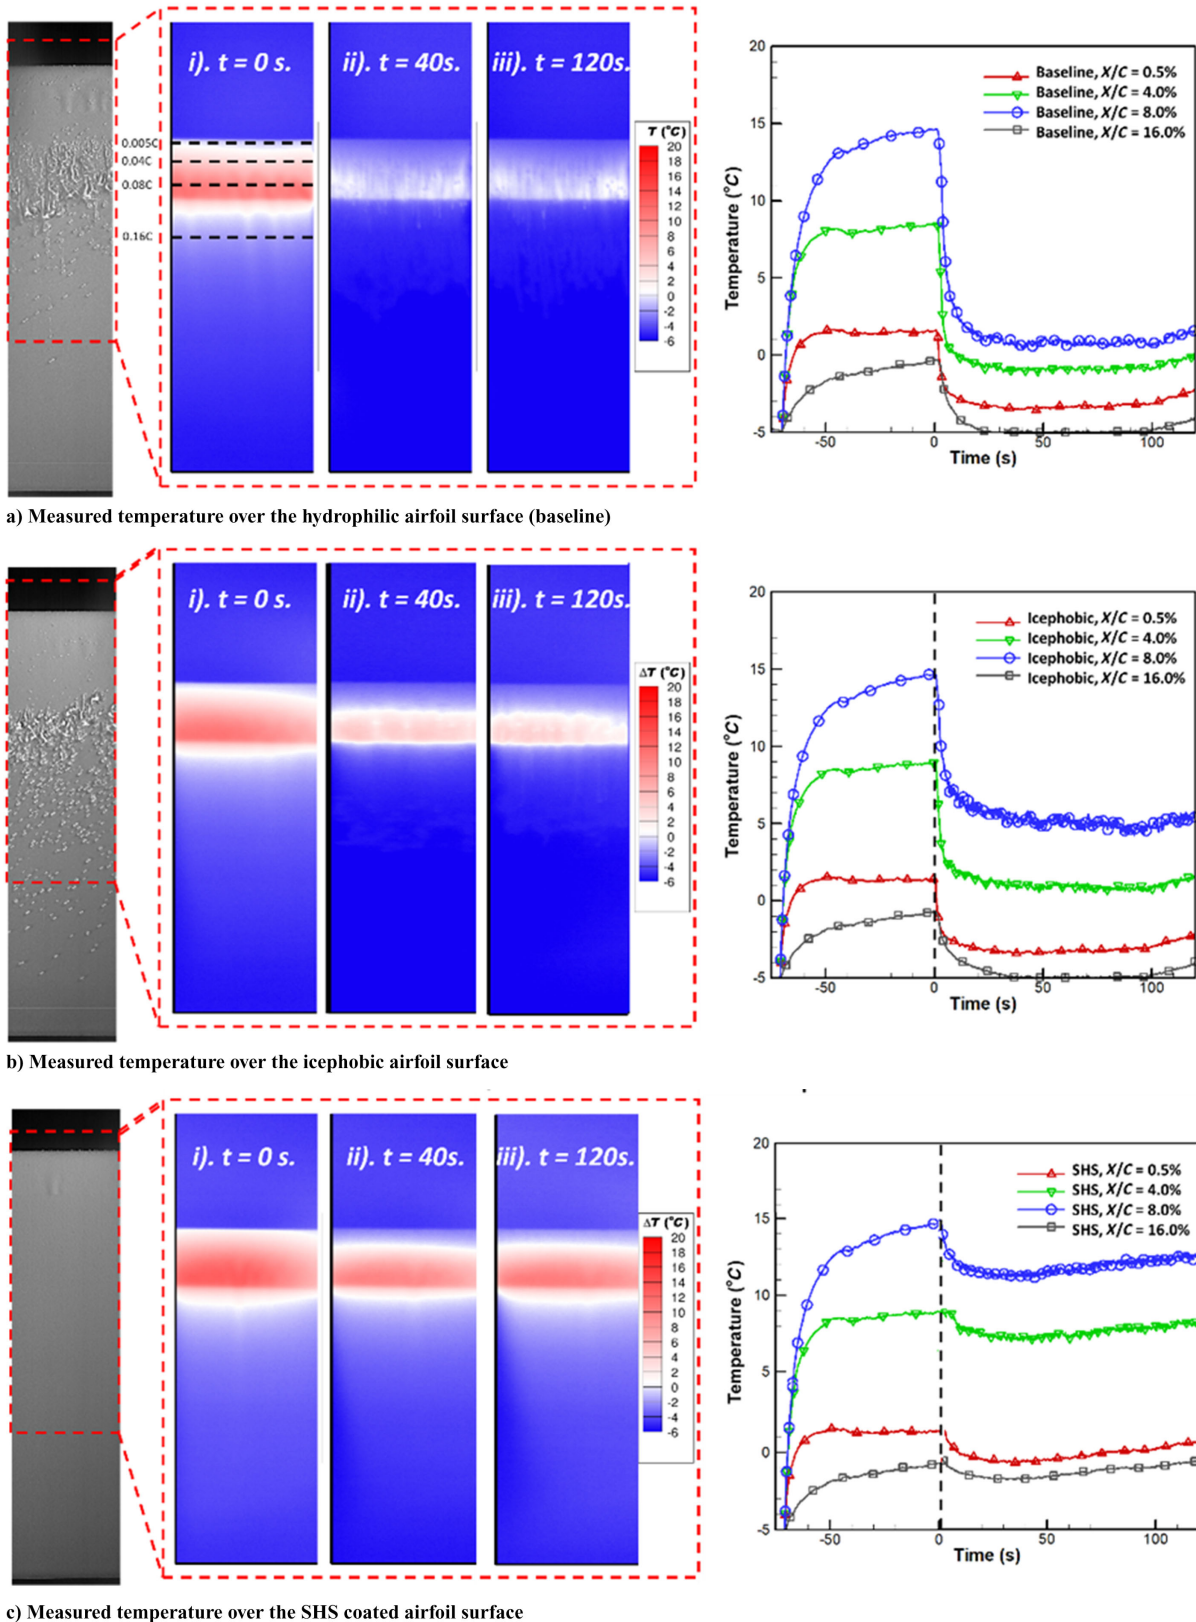 i). t = 0 s.
ii). t = 40s.
iii). t = 120s.
0.005C
0.04C
0.08C
0.16C
T (°C)
20
18
16
14
12
10
8
6
4
2
0
-2
-4
-6
20
15
10
5
0
-5
Temperature (°C)
-50
0
50
100
Time (s)
Baseline, X/C = 0.5%
Baseline, X/C = 4.0%
Baseline, X/C = 8.0%
Baseline, X/C = 16.0%
a) Measured temperature over the hydrophilic airfoil surface (baseline)
i). t = 0 s.
ii). t = 40s.
iii). t = 120s.
ΔT (°C)
20
18
16
14
12
10
8
6
4
2
0
-2
-4
-6
20
15
10
5
0
-5
Temperature (°C)
-50
0
50
100
Time (s)
Icephobic, X/C = 0.5%
Icephobic, X/C = 4.0%
Icephobic, X/C = 8.0%
Icephobic, X/C = 16.0%
b) Measured temperature over the icephobic airfoil surface
i). t = 0 s.
ii). t = 40s.
iii). t = 120s.
ΔT (°C)
20
18
16
14
12
10
8
6
4
2
0
-2
-4
-6
20
15
10
5
0
-5
Temperature (°C)
-50
0
50
100
Time (s)
SHS, X/C = 0.5%
SHS, X/C = 4.0%
SHS, X/C = 8.0%
SHS, X/C = 16.0%
c) Measured temperature over the SHS coated airfoil surface